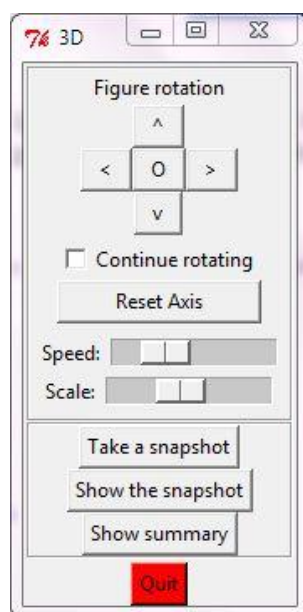 3D
Figure rotation
^
< O >
v
Continue rotating
Reset Axis
Speed:
Scale:
Take a snapshot
Show the snapshot
Show summary
Quit